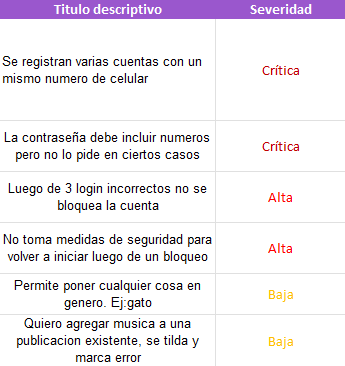 Titulo descriptivo Severidad
Se registran varias cuentas con un
mismo numero de celular
Crítica
La contraseña debe incluir numeros
pero no lo pide en ciertos casos
Crítica
Luego de 3 login incorrectos no se
bloquea la cuenta
Alta
No toma medidas de seguridad para
volver a iniciar luego de un bloqueo
Alta
Permite poner cualquier cosa en
genero. Ej:gato
Baja
Quiero agregar musica a una
publicacion existente, se tilda y
marca error
Baja